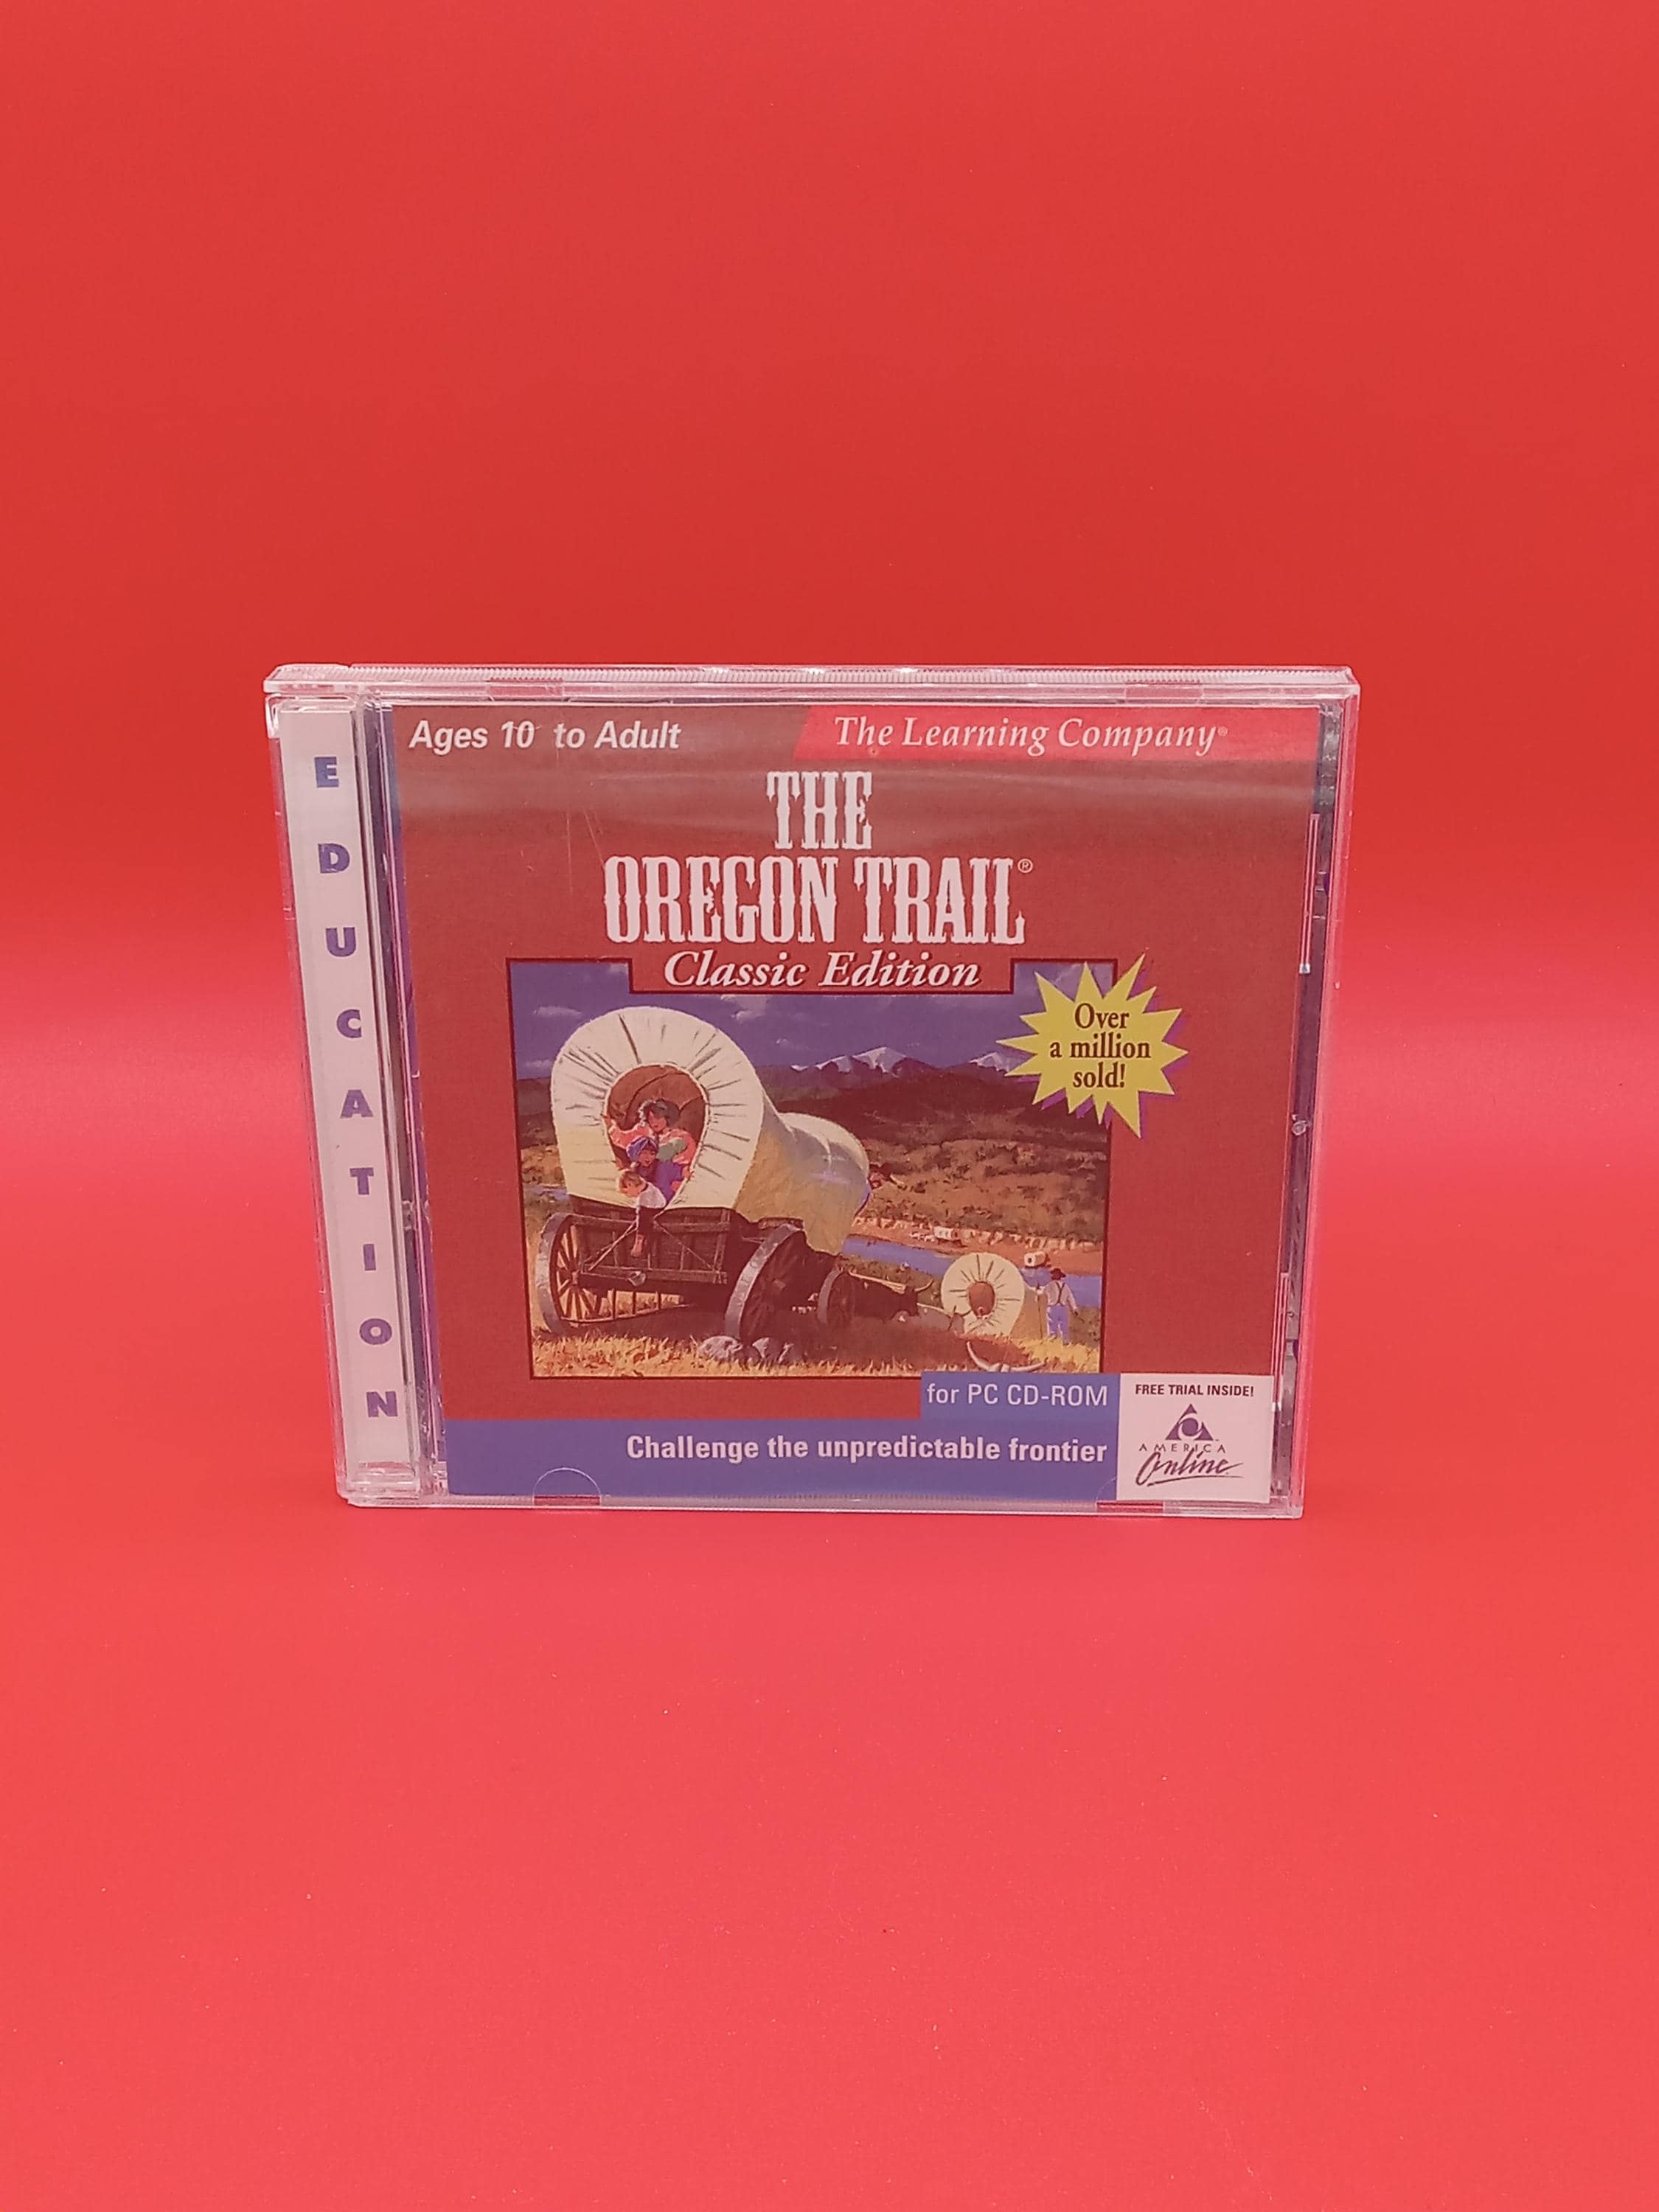 EDUCATION
Ages 10 to Adult
The Learning Company®
THE
OREGON TRAIL®
Classic Edition
Over
a million
sold!
for PC CD-ROM
FREE TRIAL INSIDE!
Challenge the unpredictable frontier
AMERICA
Online